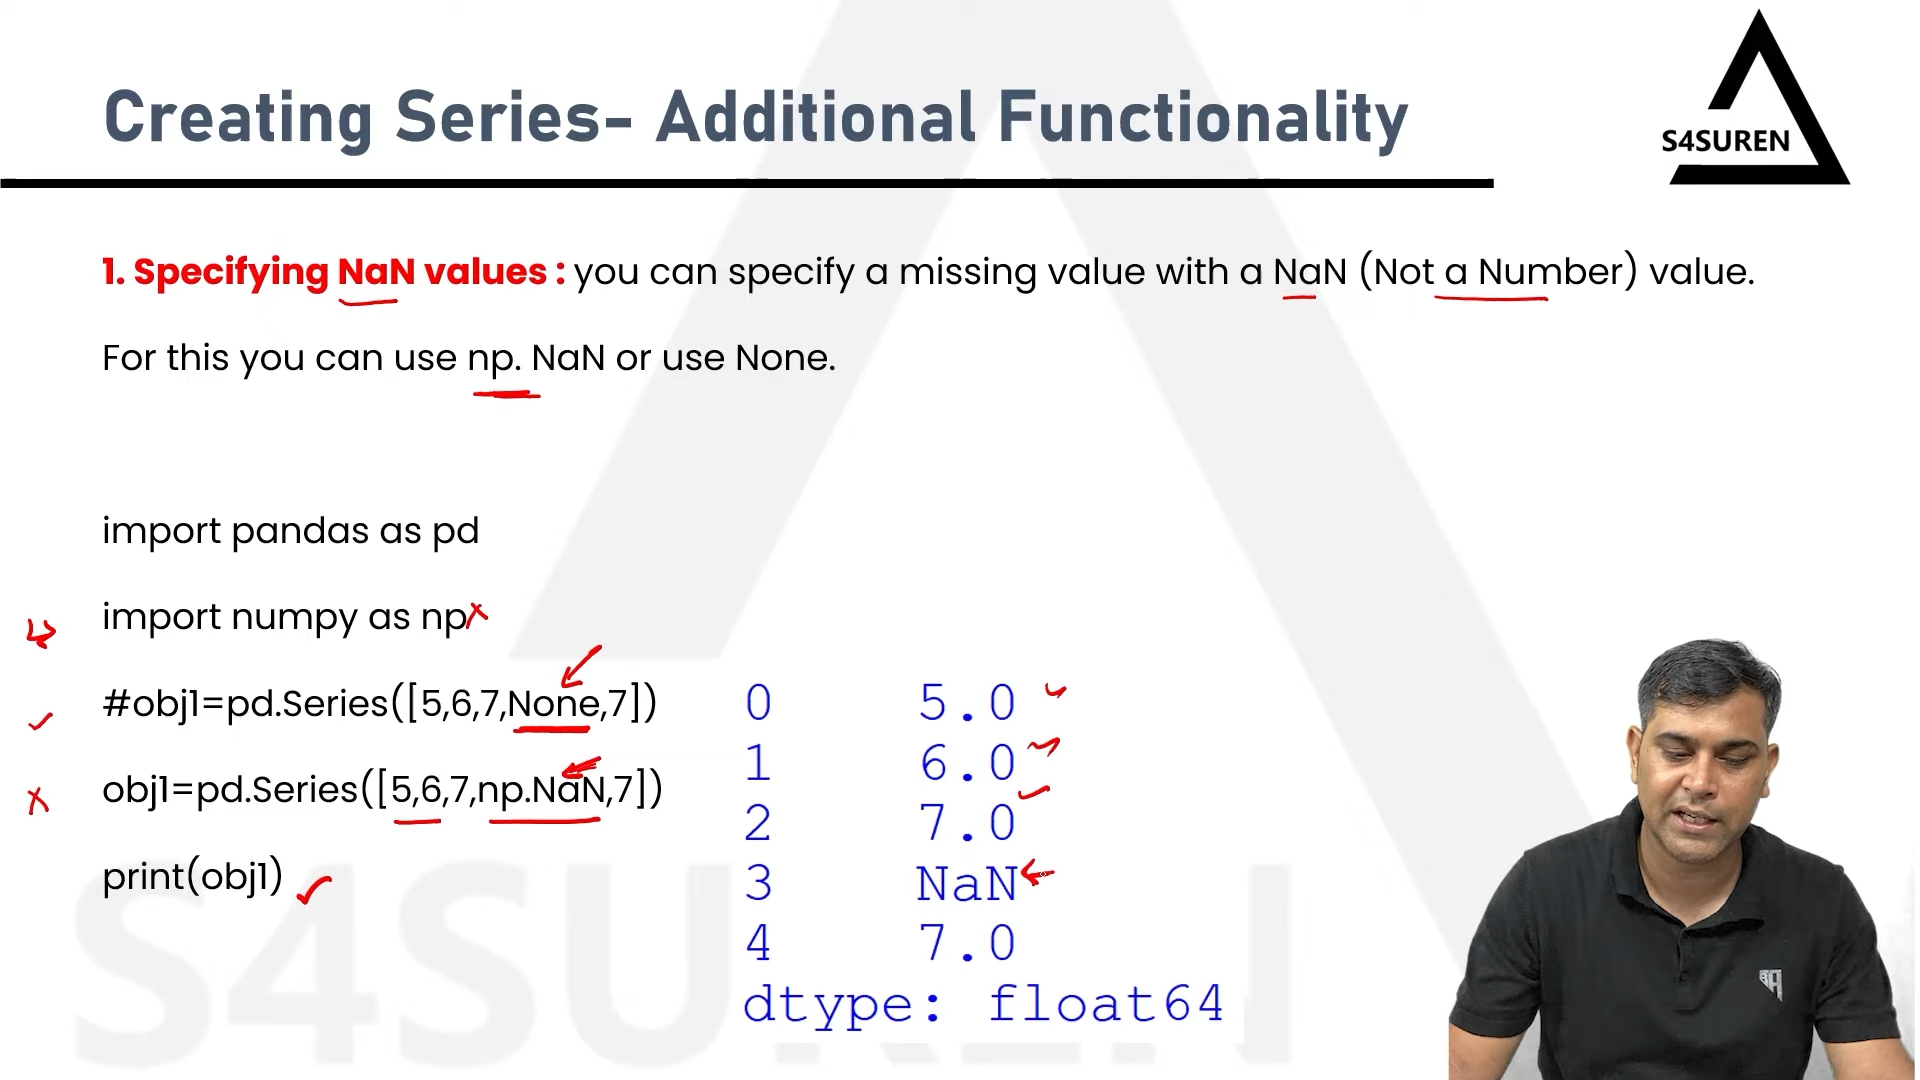 Creating Series- Additional Functionality
S4SUREN
1. Specifying NaN values : you can specify a missing value with a NaN (Not a Number) value.
For this you can use np. NaN or use None.
import pandas as pd
import numpy as np
#obj1=pd.Series([5,6,7,None,7])
obj1=pd.Series([5,6,7,np.NaN,7])
print(obj1)
0 5.0
1 6.0
2 7.0
3 NaN
4 7.0
dtype: float64
S4SUREN